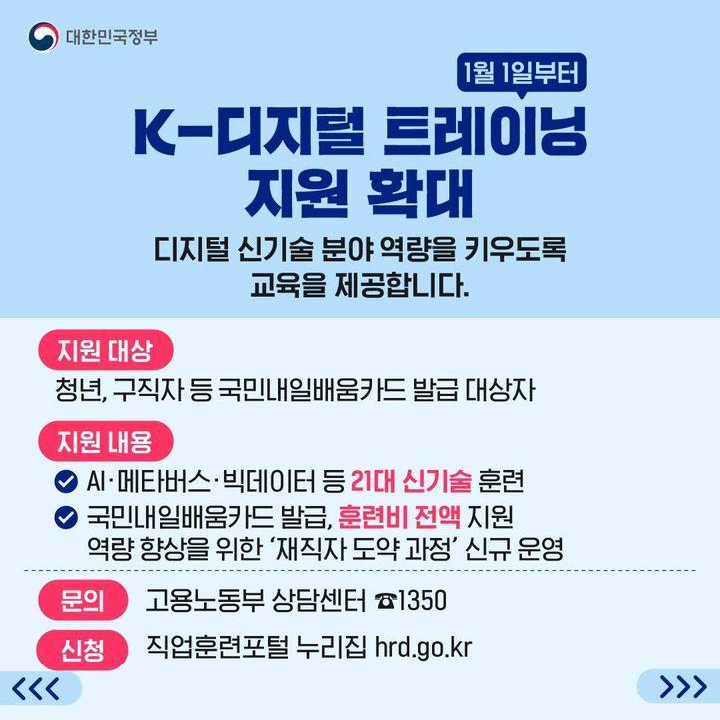 대한민국정부
1월 1일부터
K-디지털 트레이닝
지원 확대
디지털 신기술 분야 역량을 키우도록
교육을 제공합니다.
지원 대상
청년, 구직자 등 국민내일배움카드 발급 대상자
지원 내용
AI·메타버스·빅데이터 등 21대 신기술 훈련
국민내일배움카드 발급, 훈련비 전액 지원
역량 향상을 위한 ‘재직자 도약 과정’ 신규 운영
문의 고용노동부 상담센터 ☎1350
신청 직업훈련포털 누리집 hrd.go.kr